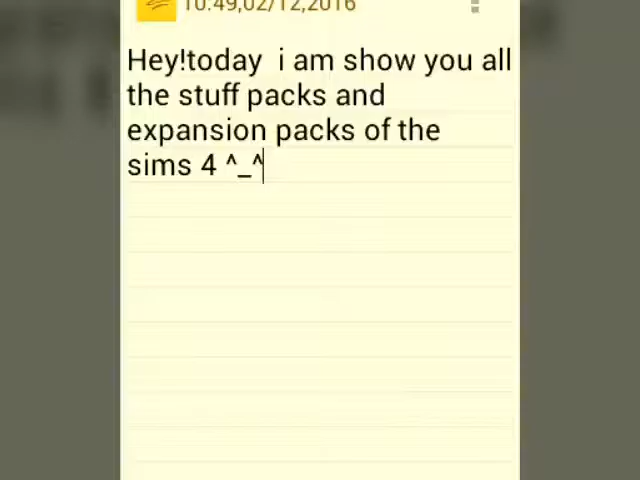 10:49,02/12,2016
Hey!today  i am show you all
the stuff packs and
expansion packs of the
sims 4 ^_^